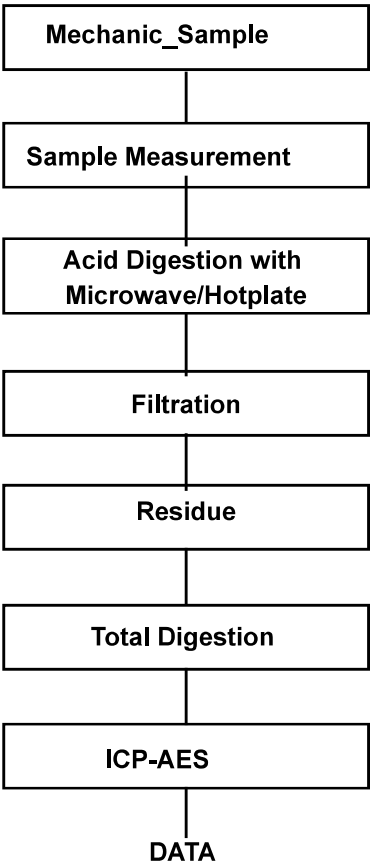 Mechanic_Sample
Sample Measurement
Acid Digestion with
Microwave/Hotplate
Filtration
Residue
Total Digestion
ICP-AES
DATA